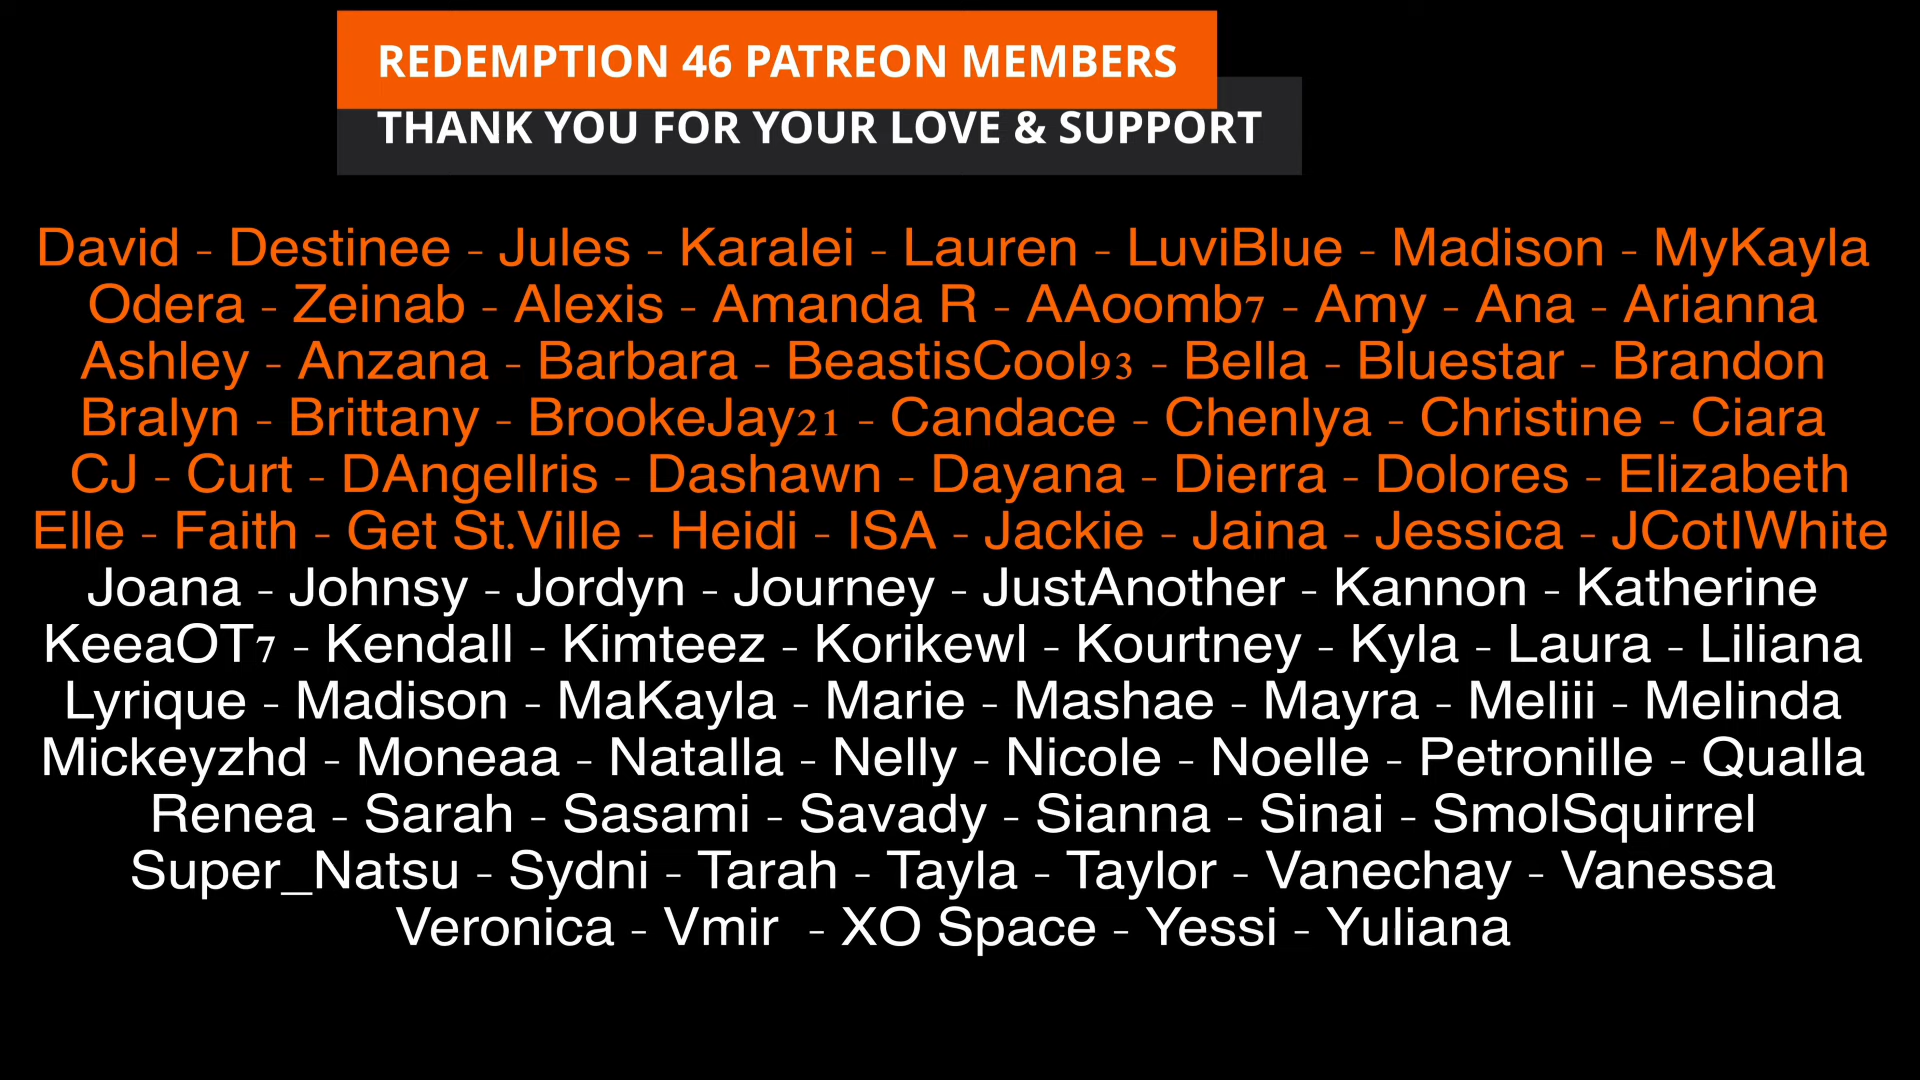 REDEMPTION 46 PATREON MEMBERS
THANK YOU FOR YOUR LOVE & SUPPORT
David - Destinee - Jules - Karalei - Lauren - LuviBlue - Madison - MyKayla
Odera - Zeinab - Alexis - Amanda R - AAoomb7 - Amy - Ana - Arianna
Ashley - Anzana - Barbara - BeastisCool93 - Bella - Bluestar - Brandon
Bralyn - Brittany - BrookeJay21 - Candace - Chenlya - Christine - Ciara
CJ - Curt - DAngelIris - Dashawn - Dayana - Dierra - Dolores - Elizabeth
Elle - Faith - Get St.Ville - Heidi - ISA - Jackie - Jaina - Jessica - JCotlWhite
Joana - Johnsy - Jordyn - Journey - JustAnother - Kannon - Katherine
KeeaOT7 - Kendall - Kimteez - Korikewl - Kourtney - Kyla - Laura - Liliana
Lyrique - Madison - MaKayla - Marie - Mashae - Mayra - Meliii - Melinda
Mickeyzhd - Moneaa - Natalla - Nelly - Nicole - Noelle - Petronille - Qualla
Renea - Sarah - Sasami - Savady - Sianna - Sinai - SmolSquirrel
Super_Natsu - Sydni - Tarah - Tayla - Taylor - Vanechay - Vanessa
Veronica - Vmir - XO Space - Yessi - Yuliana